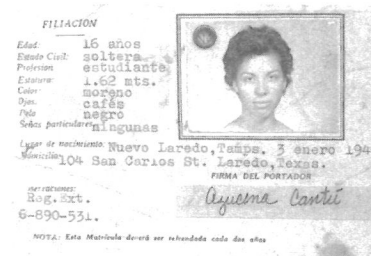 FILIACION
Edad: 16 años
Estado Civil: soltera
Profesion estudiante
Estatura: 1.62 mts.
Color moreno
Ojos. cafés
Pelo negro
Señas particulares ningunas
Lugar de nacimiento: Nuevo Laredo, Tamps. 3 enero 194
Domicilio 104 San Carlos St. Laredo, Texas.
FIRMA DEL PORTADOR
Cantú
Reg. Ext.
6-890-531.
NOTA: Esta Matrícula deverá ser refrendada cada dos años